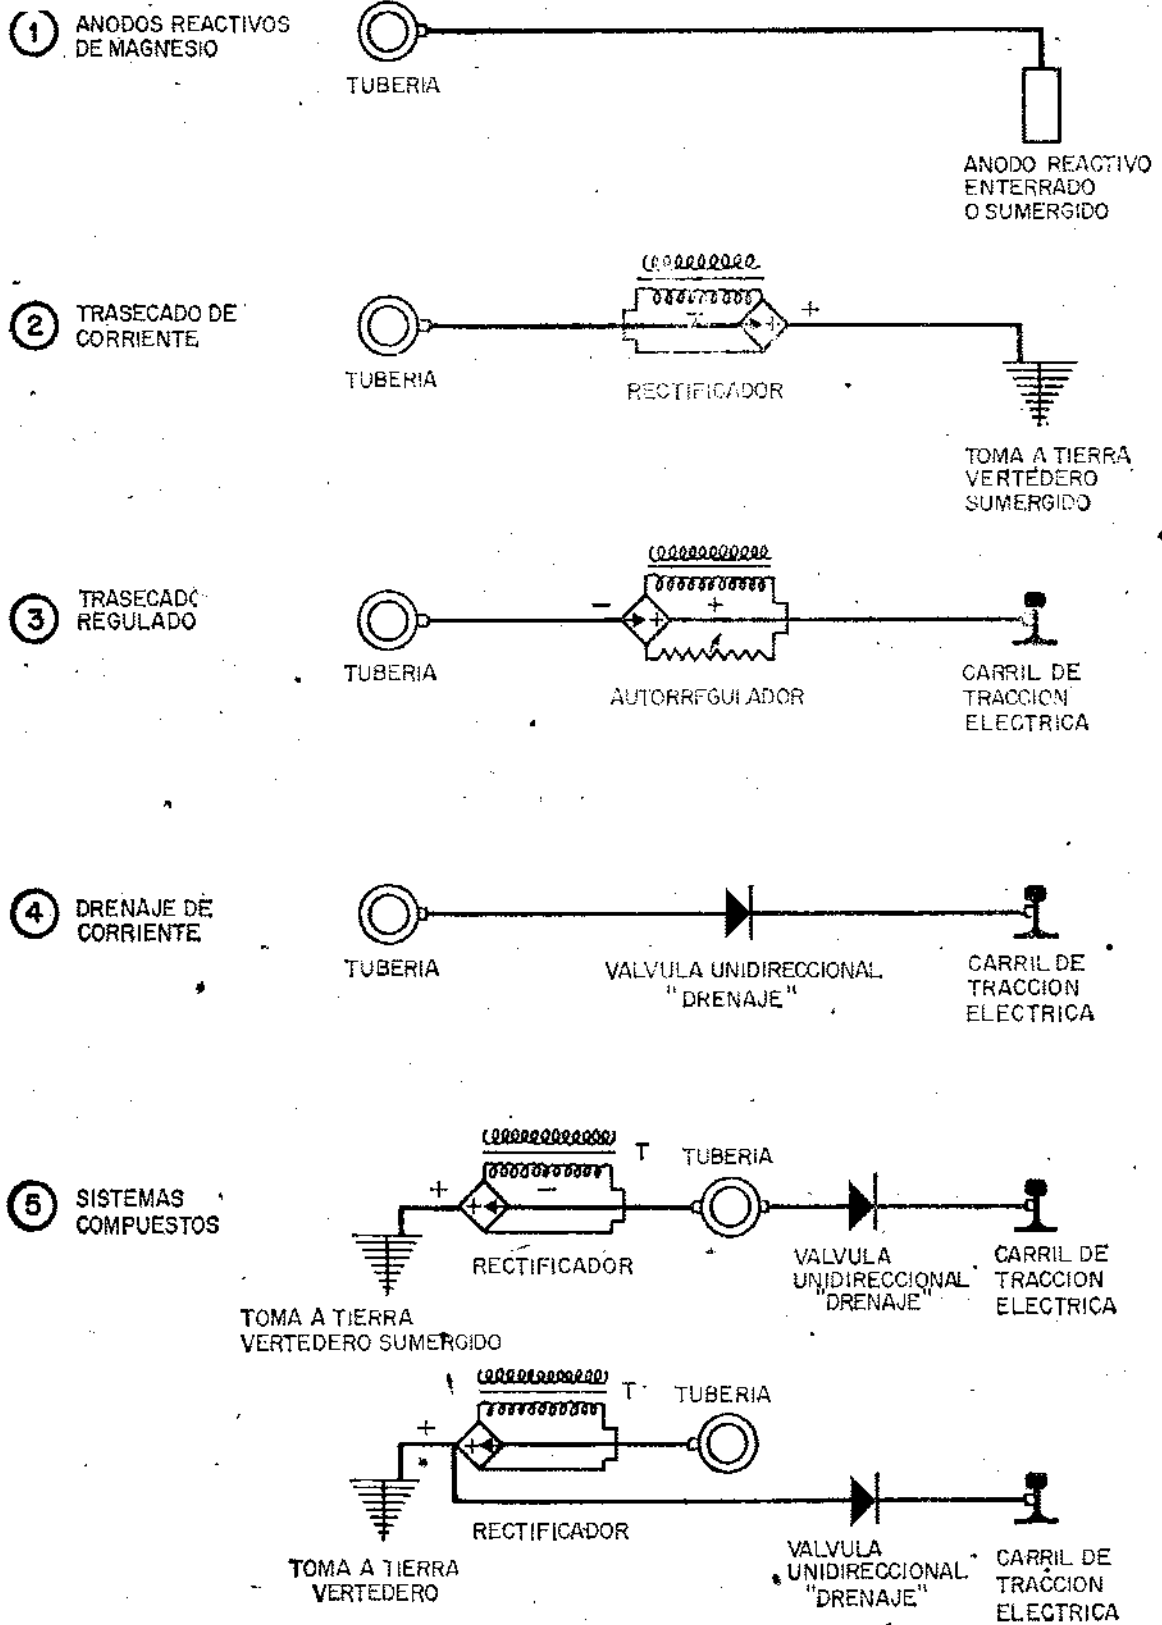 1 ANODOS REACTIVOS
DE MAGNESIO
TUBERIA
ANODO REACTIVO
ENTERRADO
O SUMERGIDO
2 TRASECADO DE
CORRIENTE
TUBERIA
+
RECTIFICADOR
TOMA A TIERRA
VERTEDERO
SUMERGIDO
3 TRASECADO
REGULADO
TUBERIA
- + +
AUTORREGULADOR
CARRIL DE
TRACCION
ELECTRICA
4 DRENAJE DE
CORRIENTE
TUBERIA
VALVULA UNIDIRECCIONAL
"DRENAJE"
CARRIL DE
TRACCION
ELECTRICA
5 SISTEMAS
COMPUESTOS
T
TUBERIA
+ + -
RECTIFICADOR
TOMA A TIERRA
VERTEDERO SUMERGIDO
VALVULA
UNIDIRECCIONAL
"DRENAJE"
CARRIL DE
TRACCION
ELECTRICA
T
TUBERIA
+ +
RECTIFICADOR
TOMA A TIERRA
VERTEDERO
VALVULA
UNIDIRECCIONAL
"DRENAJE"
CARRIL DE
TRACCION
ELECTRICA